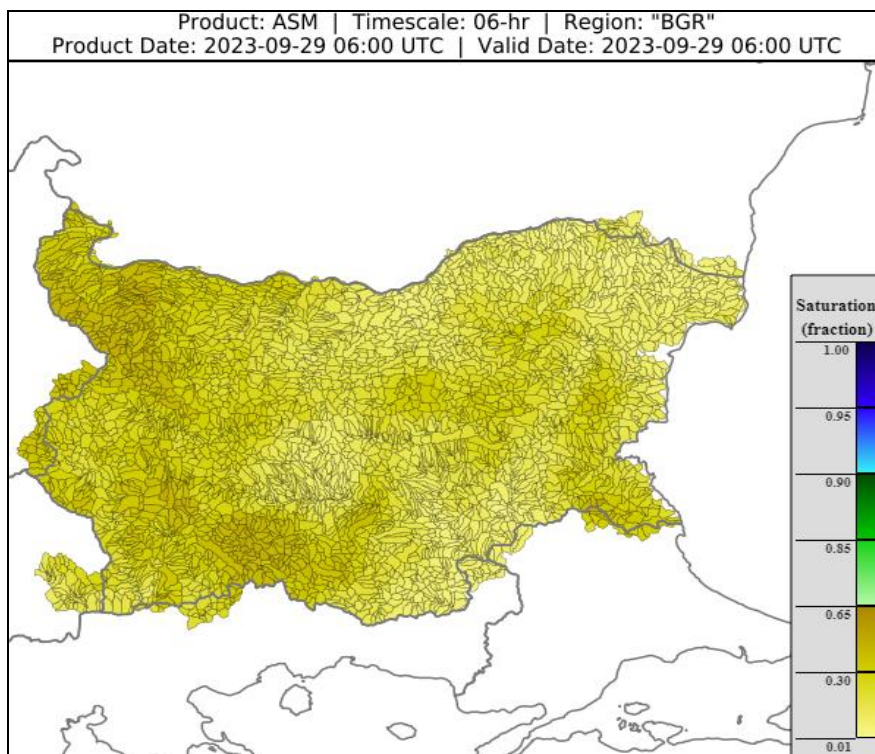 Product: ASM | Timescale: 06-hr | Region: "BGR"
Product Date: 2023-09-29 06:00 UTC | Valid Date: 2023-09-29 06:00 UTC
Saturation
(fraction)
1.00
0.95
0.90
0.85
0.65
0.30
0.01